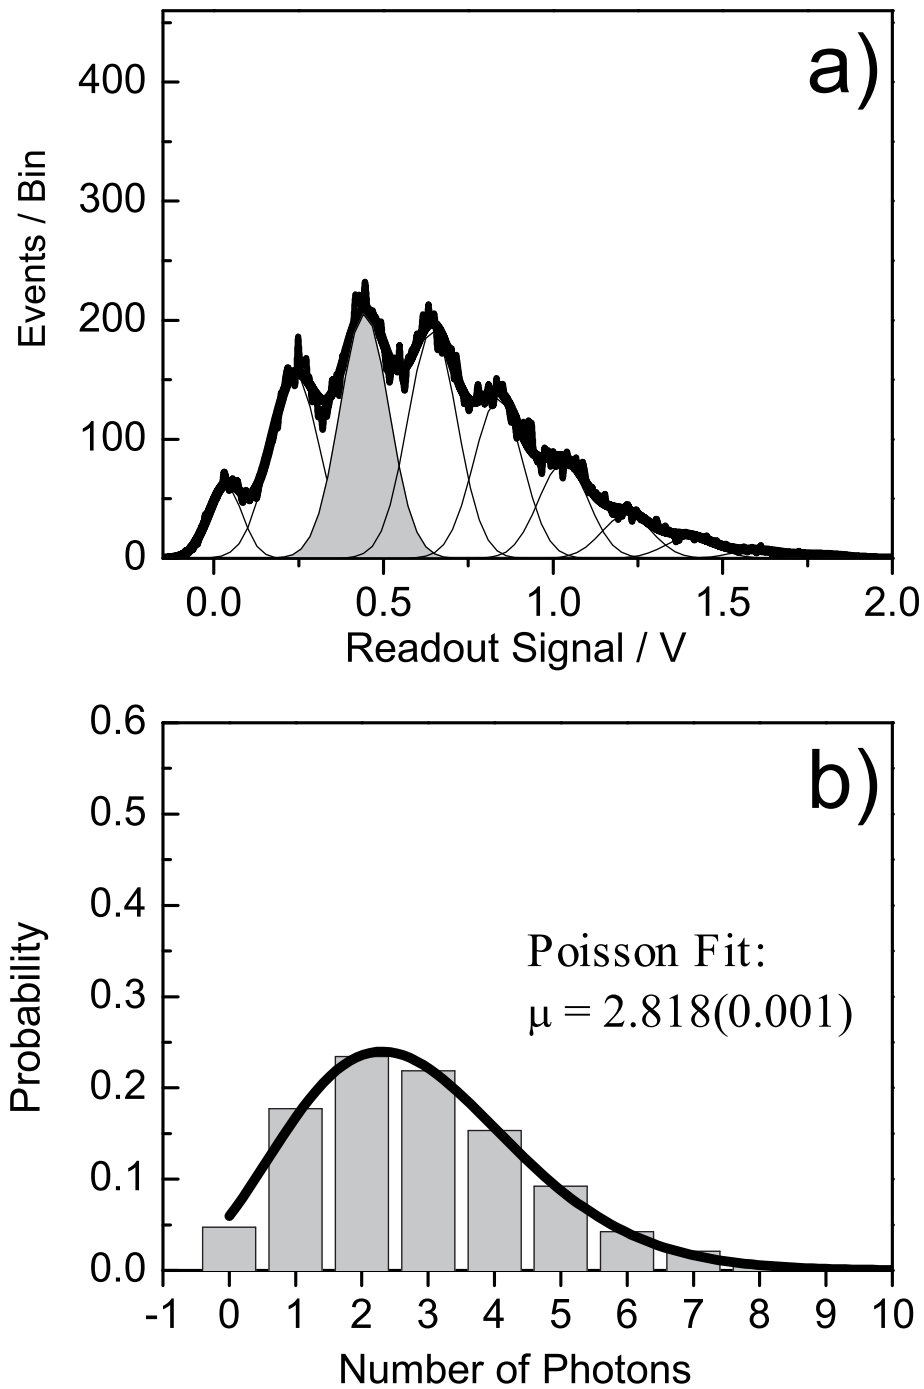 a)
400
300
200
100
0
Events / Bin
0.0 0.5 1.0 1.5 2.0
Readout Signal / V
b)
0.6
0.5
0.4
0.3
0.2
0.1
0.0
Probability
Poisson Fit:
μ = 2.818(0.001)
-1 0 1 2 3 4 5 6 7 8 9 10
Number of Photons